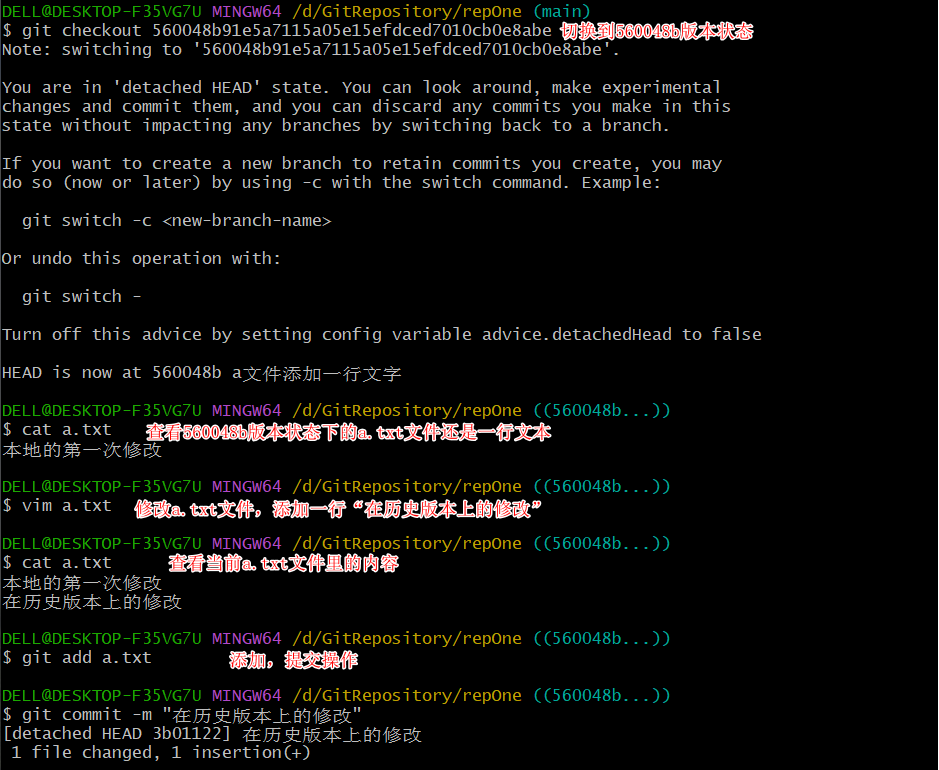 DELL@DESKTOP-F35VG7U MINGW64 /d/GitRepository/repOne (main)
$ git checkout 560048b91e5a7115a05e15efdced7010cb0e8abe 切换到560048b版本状态
Note: switching to '560048b91e5a7115a05e15efdced7010cb0e8abe'.
You are in 'detached HEAD' state. You can look around, make experimental
changes and commit them, and you can discard any commits you make in this
state without impacting any branches by switching back to a branch.
If you want to create a new branch to retain commits you create, you may
do so (now or later) by using -c with the switch command. Example:
git switch -c <new-branch-name>
Or undo this operation with:
git switch -
Turn off this advice by setting config variable advice.detachedHead to false
HEAD is now at 560048b a文件添加一行文字
DELL@DESKTOP-F35VG7U MINGW64 /d/GitRepository/repOne ((560048b...))
$ cat a.txt 查看560048b版本状态下的a.txt文件还是一行文本
本地的第一次修改
DELL@DESKTOP-F35VG7U MINGW64 /d/GitRepository/repOne ((560048b...))
$ vim a.txt 修改a.txt文件，添加一行“在历史版本上的修改”
DELL@DESKTOP-F35VG7U MINGW64 /d/GitRepository/repOne ((560048b...))
$ cat a.txt 查看当前a.txt文件里的内容
本地的第一次修改
在历史版本上的修改
DELL@DESKTOP-F35VG7U MINGW64 /d/GitRepository/repOne ((560048b...))
$ git add a.txt 添加，提交操作
DELL@DESKTOP-F35VG7U MINGW64 /d/GitRepository/repOne ((560048b...))
$ git commit -m "在历史版本上的修改"
[detached HEAD 3b01122] 在历史版本上的修改
1 file changed, 1 insertion(+)